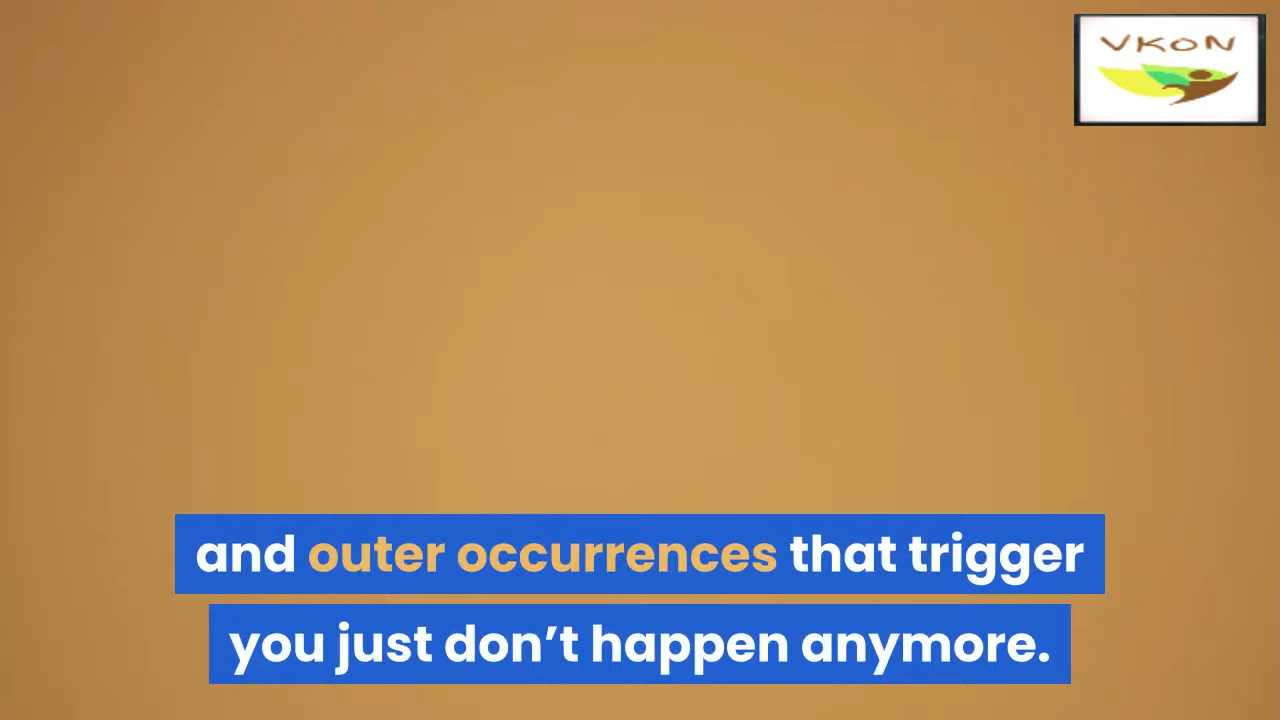 VKON
and outer occurrences that trigger
you just don’t happen anymore.